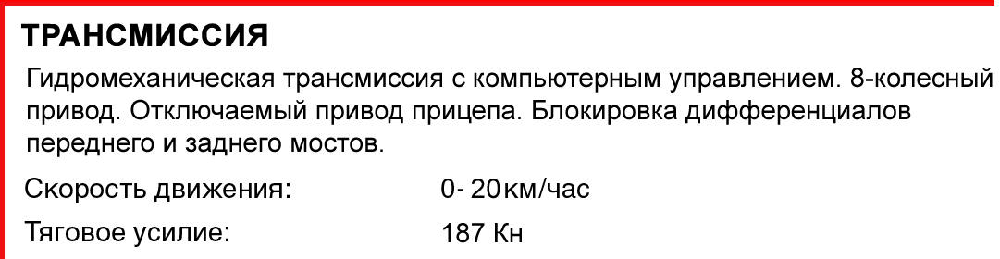 ТРАНСМИССИЯ
Гидромеханическая трансмиссия с компьютерным управлением. 8-колесный
привод. Отключаемый привод прицепа. Блокировка дифференциалов
переднего и заднего мостов.
Скорость движения: 0- 20км/час
Тяговое усилие: 187 Кн